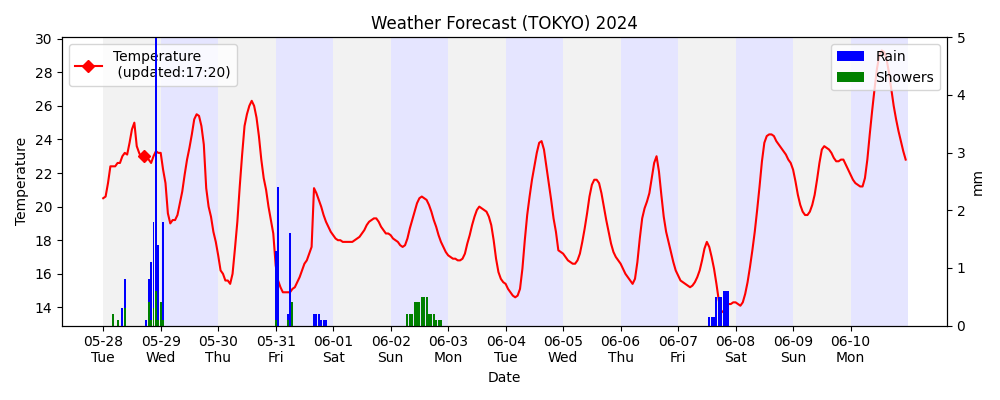 Weather Forecast (TOKYO) 2024
Temperature
(updated:17:20)
Rain
Showers
30
28
26
24
22
20
18
16
14
Temperature
5
4
3
2
1
0
mm
05-28 05-29 05-30 05-31 06-01 06-02 06-03 06-04 06-05 06-06 06-07 06-08 06-09 06-10
Tue Wed Thu Fri Sat Sun Mon Tue Wed Thu Fri Sat Sun Mon
Date